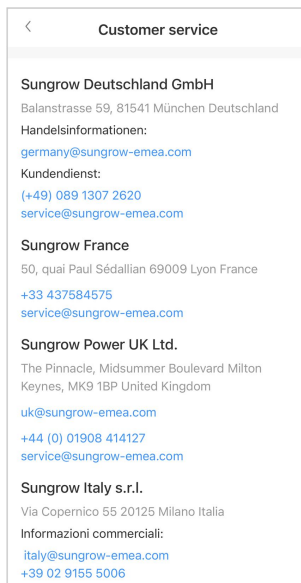 Customer service
Sungrow Deutschland GmbH
Balanstrasse 59, 81541 München Deutschland
Handelsinformationen:
germany@sungrow-emea.com
Kundendienst:
(+49) 089 1307 2620
service@sungrow-emea.com
Sungrow France
50, quai Paul Sédallian 69009 Lyon France
+33 437584575
service@sungrow-emea.com
Sungrow Power UK Ltd.
The Pinnacle, Midsummer Boulevard Milton
Keynes, MK9 1BP United Kingdom
uk@sungrow-emea.com
+44 (0) 01908 414127
service@sungrow-emea.com
Sungrow Italy s.r.l.
Via Copernico 55 20125 Milano Italia
Informazioni commerciali:
italy@sungrow-emea.com
+39 02 9155 5006